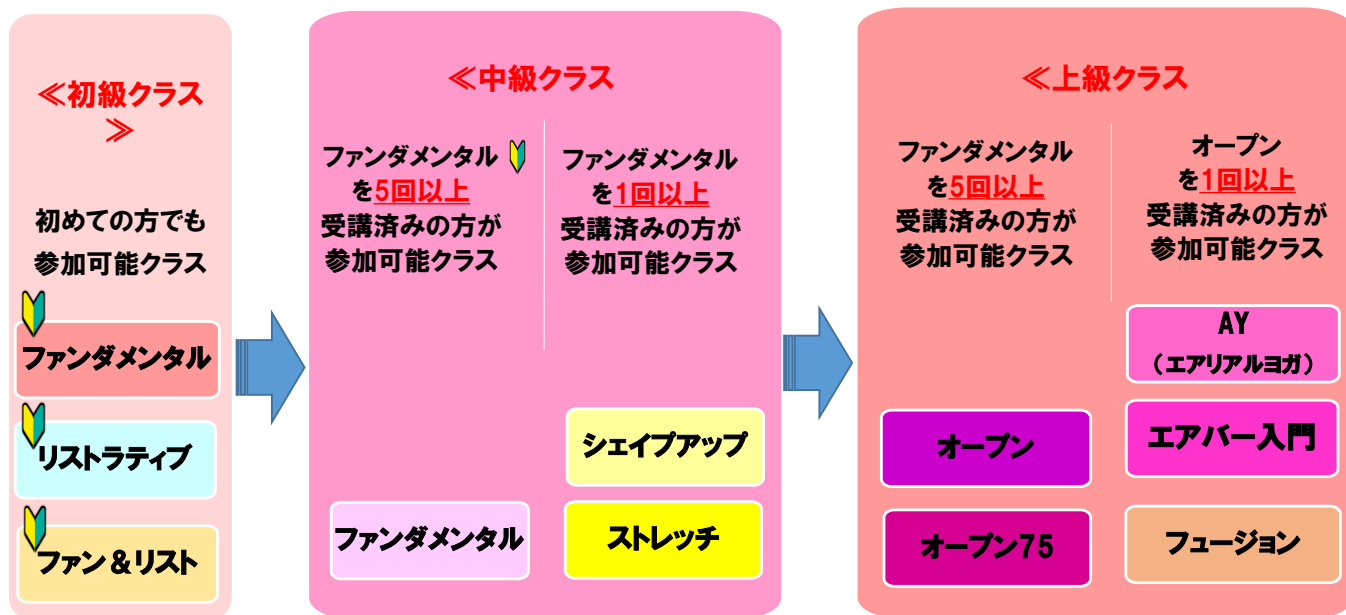 ≪初級クラス
≫
初めての方でも
参加可能クラス
ファンダメンタル
リストラティブ
ファン＆リスト
≪中級クラス
ファンダメンタル
を5回以上
受講済みの方が
参加可能クラス
ファンダメンタル
ファンダメンタル
を1回以上
受講済みの方が
参加可能クラス
シェイプアップ
ストレッチ
≪上級クラス
ファンダメンタル
を5回以上
受講済みの方が
参加可能クラス
オープン
オープン75
オープン
を1回以上
受講済みの方が
参加可能クラス
AY
（エアリアルヨガ）
エアバー入門
フュージョン